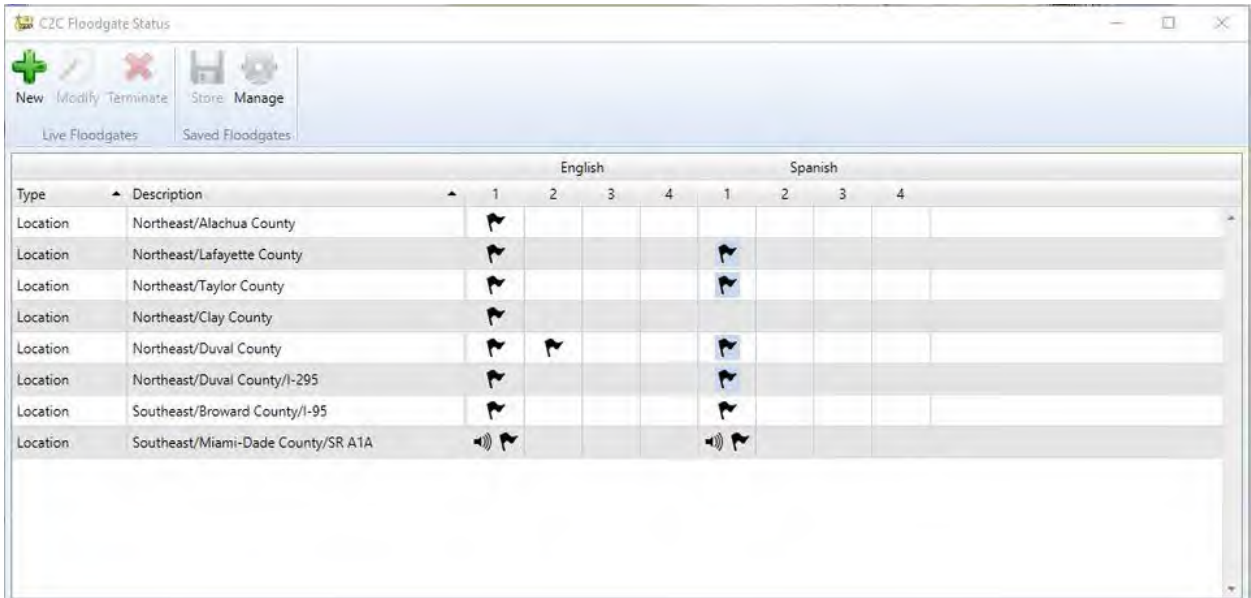 C2C Floodgate Status
New Modify Terminate Store Manage
Live Floodgates Saved Floodgates
English Spanish
Type Description 1 2 3 4 1 2 3 4
Location Northeast/Alachua County
Location Northeast/Lafayette County
Location Northeast/Taylor County
Location Northeast/Clay County
Location Northeast/Duval County
Location Northeast/Duval County/I-295
Location Southeast/Broward County/I-95
Location Southeast/Miami-Dade County/SR A1A